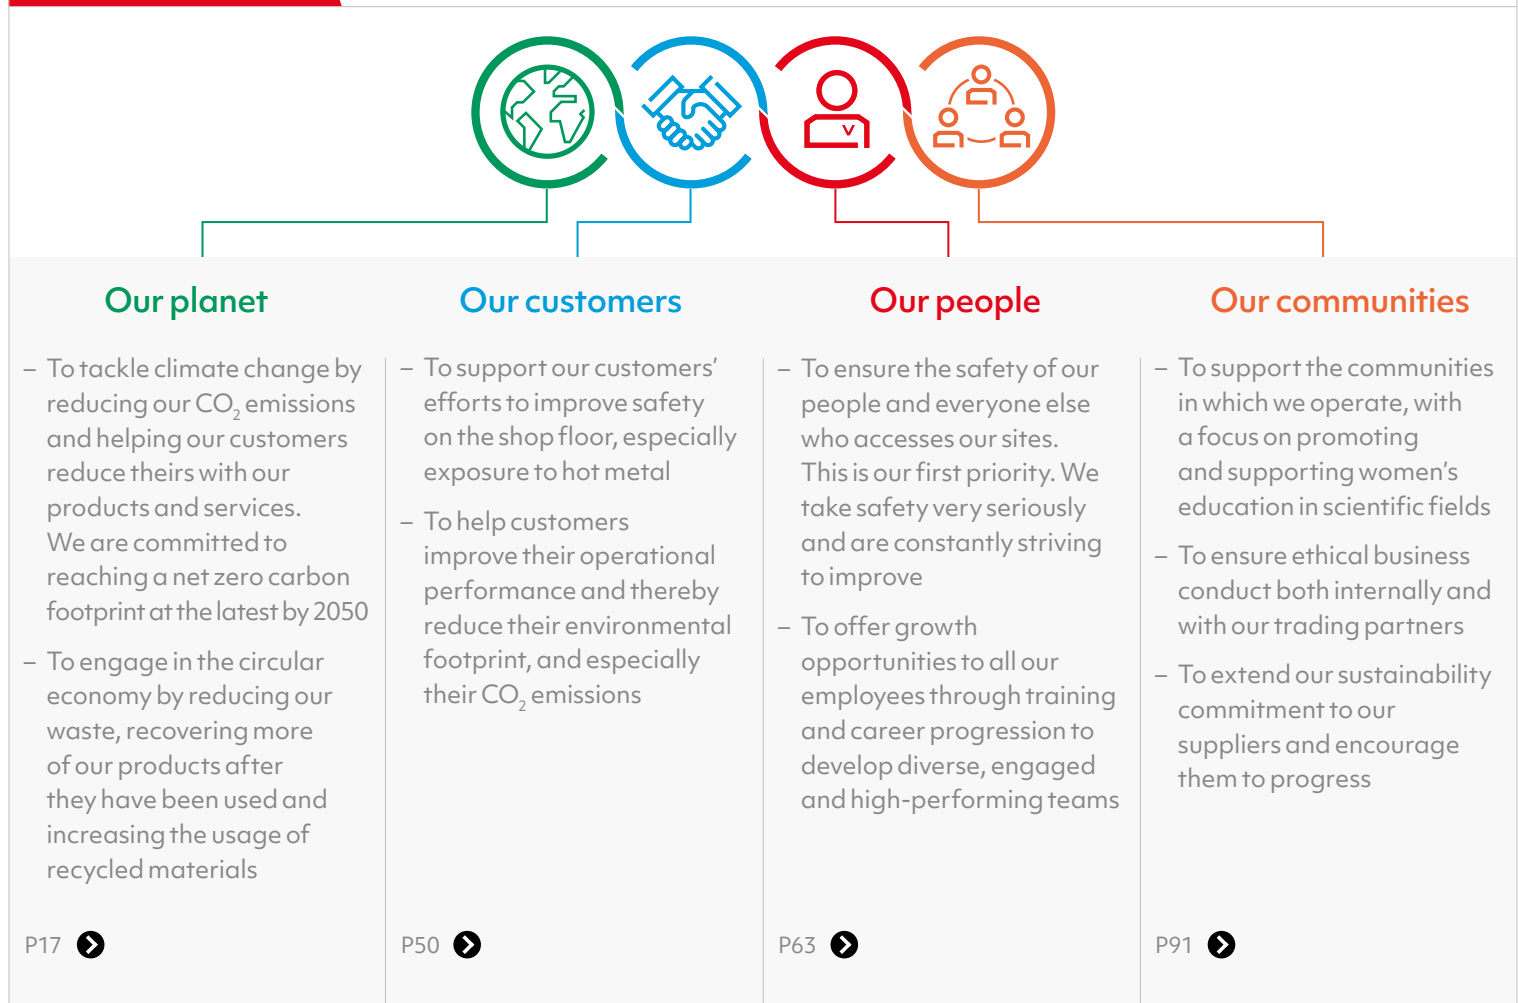 Our planet
– To tackle climate change by
reducing our CO₂ emissions
and helping our customers
reduce theirs with our
products and services.
We are committed to
reaching a net zero carbon
footprint at the latest by 2050
– To engage in the circular
economy by reducing our
waste, recovering more
of our products after
they have been used and
increasing the usage of
recycled materials
P17
Our customers
– To support our customers’
efforts to improve safety
on the shop floor, especially
exposure to hot metal
– To help customers
improve their operational
performance and thereby
reduce their environmental
footprint, and especially
their CO₂ emissions
P50
Our people
– To ensure the safety of our
people and everyone else
who accesses our sites.
This is our first priority. We
take safety very seriously
and are constantly striving
to improve
– To offer growth
opportunities to all our
employees through training
and career progression to
develop diverse, engaged
and high-performing teams
P63
Our communities
– To support the communities
in which we operate, with
a focus on promoting
and supporting women’s
education in scientific fields
– To ensure ethical business
conduct both internally and
with our trading partners
– To extend our sustainability
commitment to our
suppliers and encourage
them to progress
P91